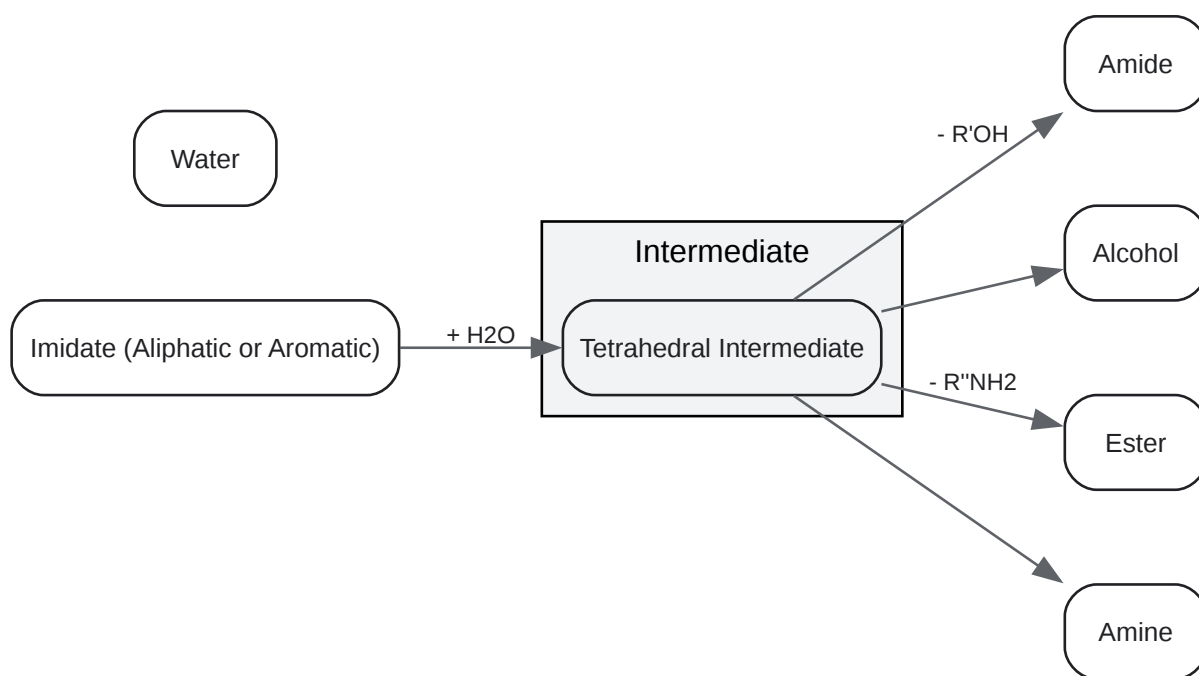 Water
Imidate (Aliphatic or Aromatic)
+ H2O
Intermediate
Tetrahedral Intermediate
- R'OH
- R"NH2
Amide
Alcohol
Ester
Amine